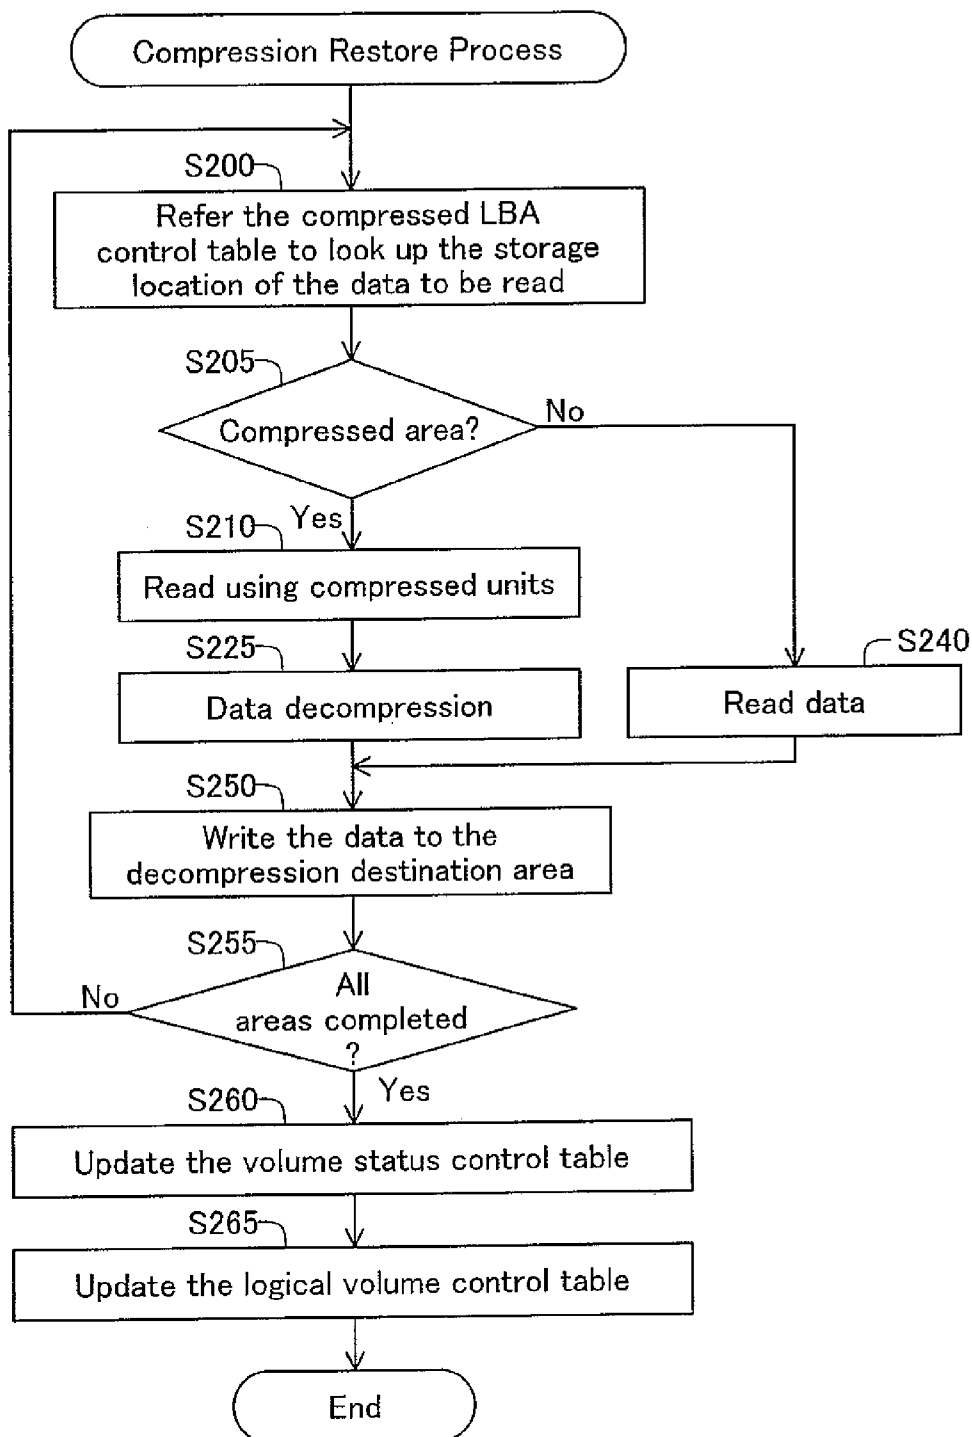 Compression Restore Process
S200
Refer the compressed LBA
control table to look up the storage
location of the data to be read
S205
Compressed area?
No
Yes
S210
Read using compressed units
S225
Data decompression
S240
Read data
S250
Write the data to the
decompression destination area
S255
All
areas completed
?
No
Yes
S260
Update the volume status control table
S265
Update the logical volume control table
End